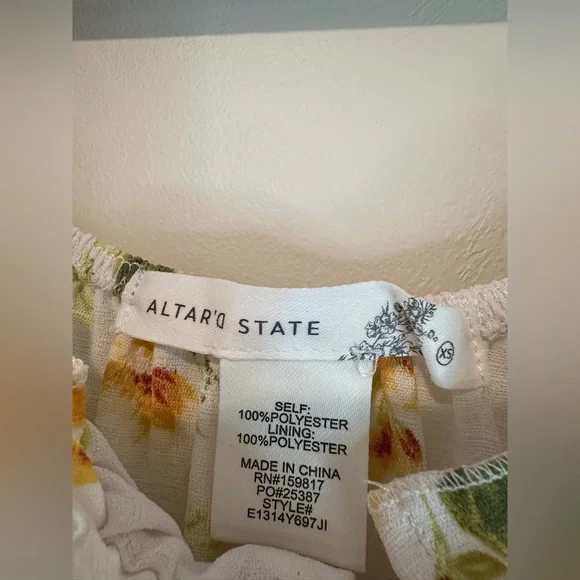 ALTAR'D STATE
XS
SELF:
100%POLYESTER
LINING:
100%POLYESTER
MADE IN CHINA
RN#159817
PO#25387
STYLE#
E1314Y697JI